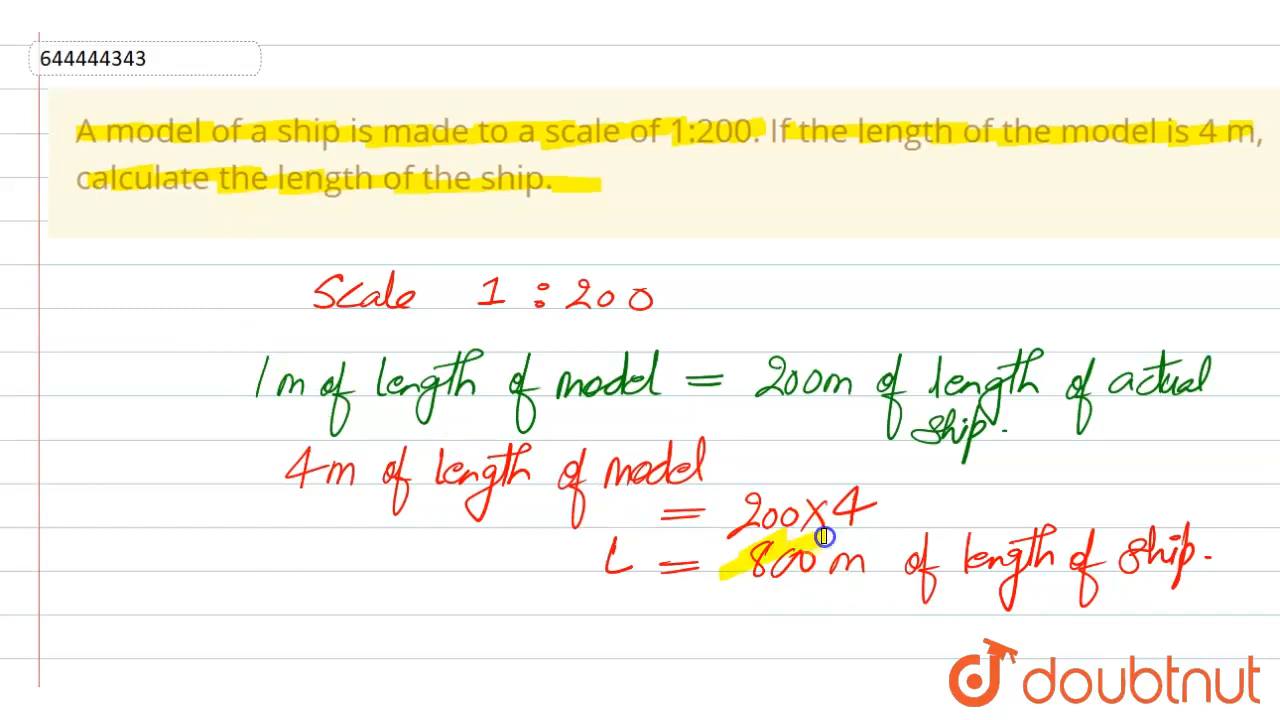 644444343
A model of a ship is made to a scale of 1:200. If the length of the model is 4 m,
calculate the length of the ship.
Scale 1 : 200
1m of length of model = 200m of length of actual
ship.
4m of length of model
= 200×4
L = 800m of length of ship.
doubtnut